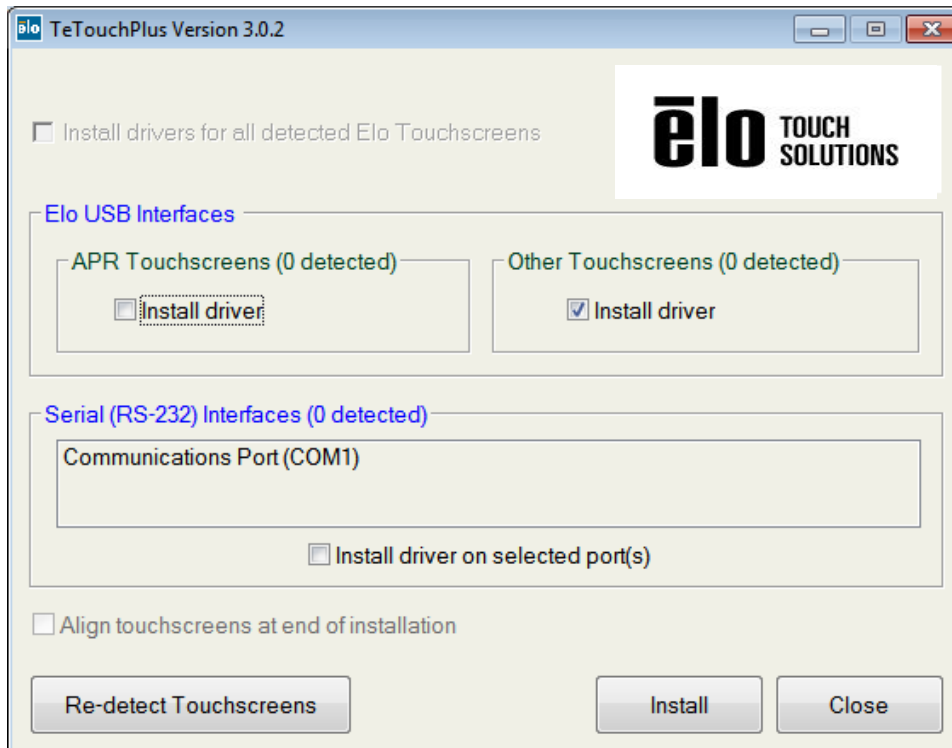 elo TeTouchPlus Version 3.0.2
Install drivers for all detected Elo Touchscreens
ēlo TOUCH SOLUTIONS
Elo USB Interfaces
APR Touchscreens (0 detected)
Install driver
Other Touchscreens (0 detected)
Install driver
Serial (RS-232) Interfaces (0 detected)
Communications Port (COM1)
Install driver on selected port(s)
Align touchscreens at end of installation
Re-detect Touchscreens
Install
Close